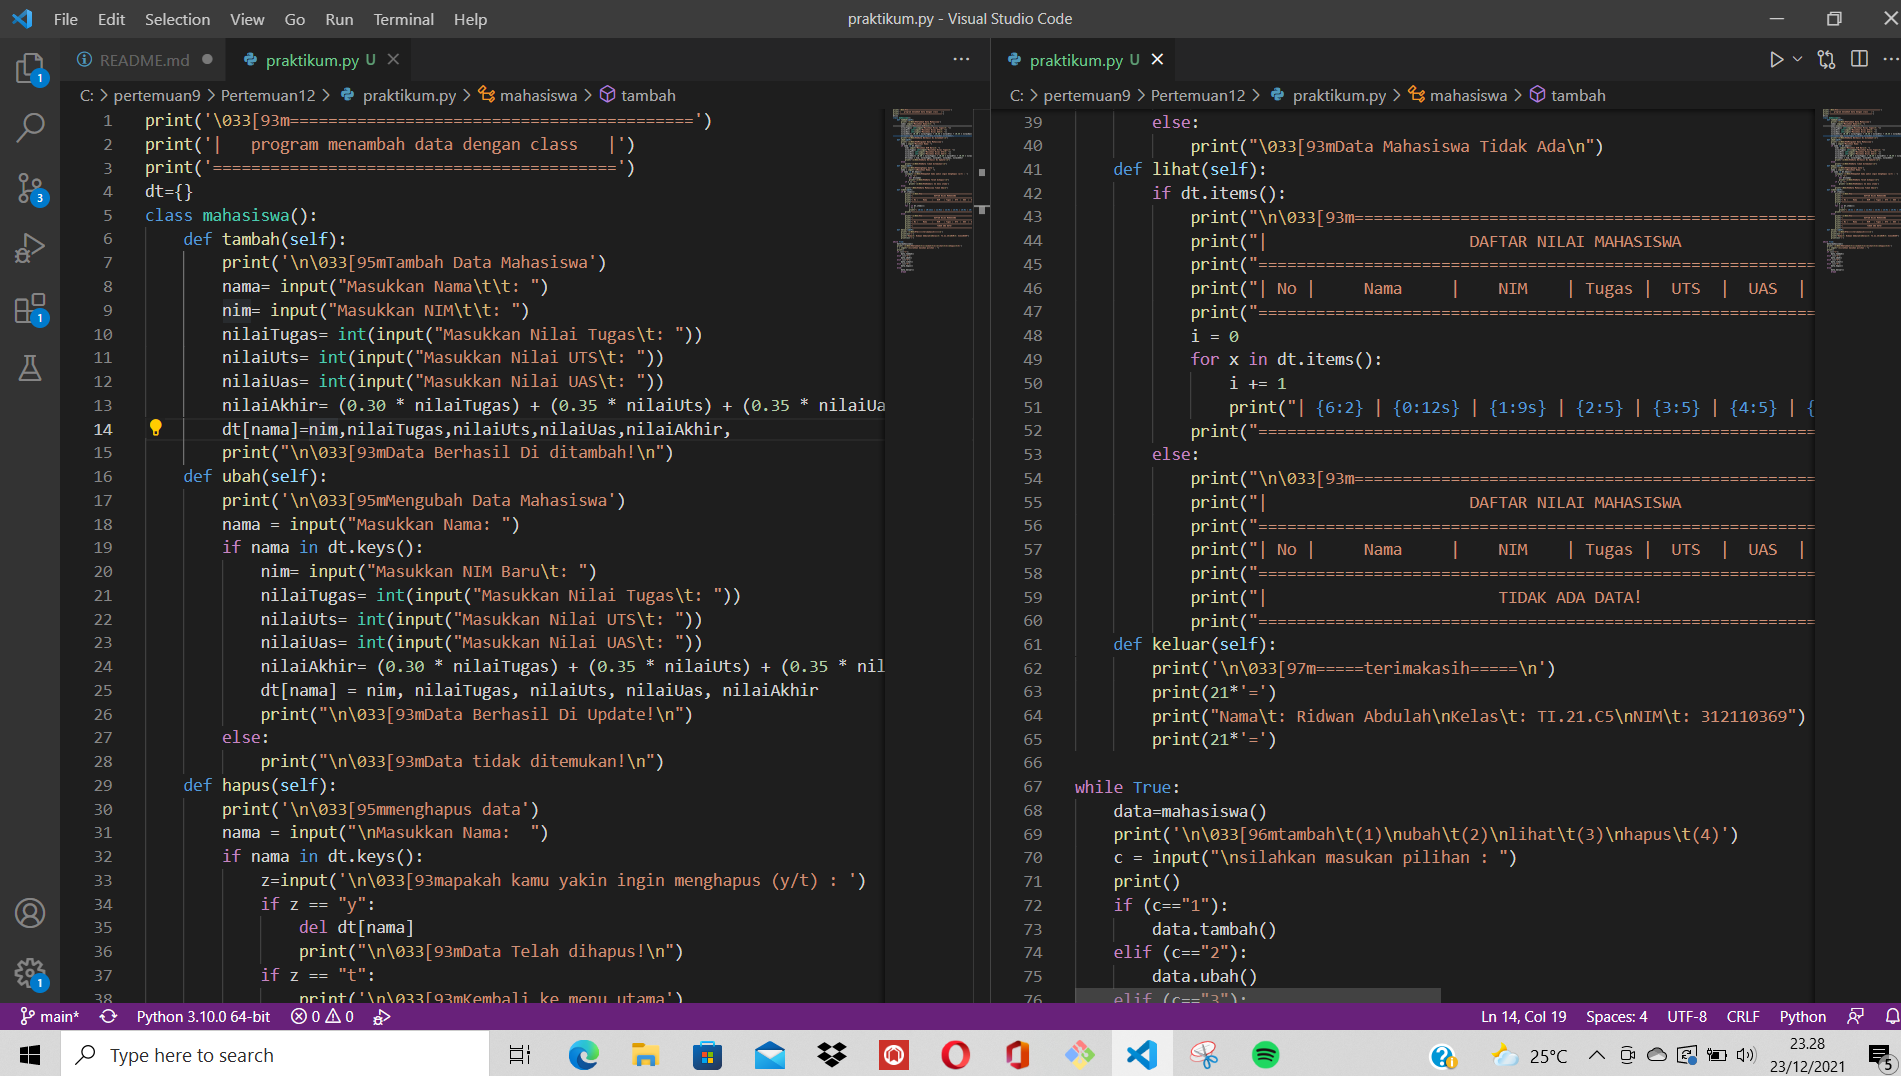 File Edit Selection View Go Run Terminal Help
praktikum.py - Visual Studio Code
README.md
praktikum.py U
C: > pertemuan9 > Pertemuan12 > praktikum.py > mahasiswa > tambah
1 print('\033[93m==========================================')
2 print('|   program menambah data dengan class   |')
3 print('==========================================')
4 dt={}
5 class mahasiswa():
6     def tambah(self):
7         print('\n\033[95mTambah Data Mahasiswa')
8         nama= input("Masukkan Nama\t\t: ")
9         nim= input("Masukkan NIM\t\t: ")
10         nilaiTugas= int(input("Masukkan Nilai Tugas\t: "))
11         nilaiUts= int(input("Masukkan Nilai UTS\t: "))
12         nilaiUas= int(input("Masukkan Nilai UAS\t: "))
13         nilaiAkhir= (0.30 * nilaiTugas) + (0.35 * nilaiUts) + (0.35 * nilaiUa
14         dt[nama]=nim,nilaiTugas,nilaiUts,nilaiUas,nilaiAkhir,
15         print("\n\033[93mData Berhasil Di ditambah!\n")
16     def ubah(self):
17         print('\n\033[95mMengubah Data Mahasiswa')
18         nama = input("Masukkan Nama: ")
19         if nama in dt.keys():
20             nim= input("Masukkan NIM Baru\t: ")
21             nilaiTugas= int(input("Masukkan Nilai Tugas\t: "))
22             nilaiUts= int(input("Masukkan Nilai UTS\t: "))
23             nilaiUas= int(input("Masukkan Nilai UAS\t: "))
24             nilaiAkhir= (0.30 * nilaiTugas) + (0.35 * nilaiUts) + (0.35 * nil
25             dt[nama] = nim, nilaiTugas, nilaiUts, nilaiUas, nilaiAkhir
26             print("\n\033[93mData Berhasil Di Update!\n")
27         else:
28             print("\n\033[93mData tidak ditemukan!\n")
29     def hapus(self):
30         print('\n\033[95mmenghapus data')
31         nama = input("\nMasukkan Nama:  ")
32         if nama in dt.keys():
33             z=input('\n\033[93mapakah kamu yakin ingin menghapus (y/t) : ')
34             if z == "y":
35                 del dt[nama]
36                 print("\n\033[93mData Telah dihapus!\n")
37             if z == "t":
38                 print('\n\033[93mKembali ke menu utama')
praktikum.py U
C: > pertemuan9 > Pertemuan12 > praktikum.py > mahasiswa > tambah
39         else:
40             print("\033[93mData Mahasiswa Tidak Ada\n")
41     def lihat(self):
42         if dt.items():
43             print("\n\033[93m================================================
44             print("|                     DAFTAR NILAI MAHASISWA
45             print("==========================================================
46             print("| No |     Nama     |    NIM    | Tugas |  UTS  |  UAS  |
47             print("==========================================================
48             i = 0
49             for x in dt.items():
50                 i += 1
51                 print("| {6:2} | {0:12s} | {1:9s} | {2:5} | {3:5} | {4:5} | {
52             print("==========================================================
53         else:
54             print("\n\033[93m================================================
55             print("|                     DAFTAR NILAI MAHASISWA
56             print("==========================================================
57             print("| No |     Nama     |    NIM    | Tugas |  UTS  |  UAS  |
58             print("==========================================================
59             print("|                        TIDAK ADA DATA!
60             print("==========================================================
61     def keluar(self):
62         print('\n\033[97m=====terimakasih=====\n')
63         print(21*'=')
64         print("Nama\t: Ridwan Abdulah\nKelas\t: TI.21.C5\nNIM\t: 312110369")
65         print(21*'=')
66
67 while True:
68     data=mahasiswa()
69     print('\n\033[96mtambah\t(1)\nubah\t(2)\nlihat\t(3)\nhapus\t(4)')
70     c = input("\nsilahkan masukan pilihan : ")
71     print()
72     if (c=="1"):
73         data.tambah()
74     elif (c=="2"):
75         data.ubah()
76     elif (c=="3"):
main* Python 3.10.0 64-bit 0 0
Ln 14, Col 19 Spaces: 4 UTF-8 CRLF Python
Type here to search
25°C
23.28
23/12/2021
5